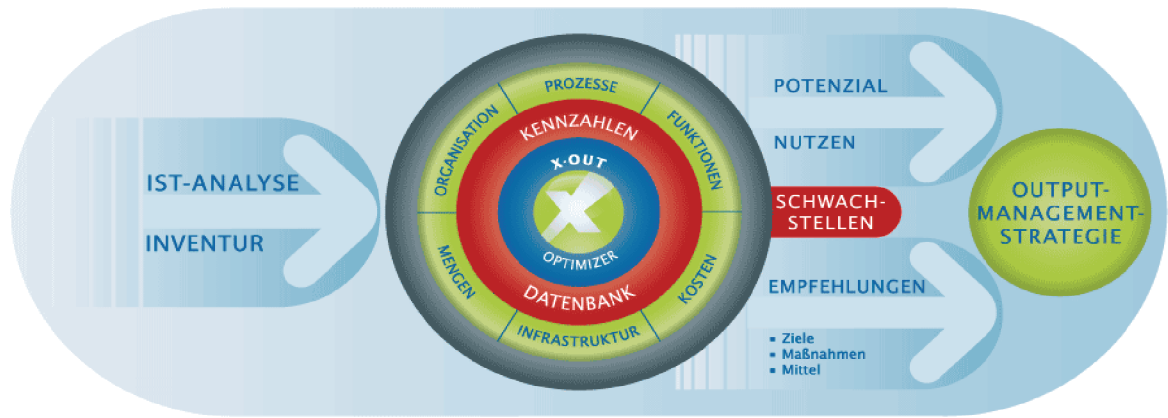 IST-ANALYSE
INVENTUR
PROZESSE
ORGANISATION
FUNKTIONEN
MENGEN
KOSTEN
INFRASTRUKTUR
KENNZAHLEN
DATENBANK
X·OUT
X
OPTIMIZER
POTENZIAL
NUTZEN
SCHWACH-
STELLEN
EMPFEHLUNGEN
▪ Ziele
▪ Maßnahmen
▪ Mittel
OUTPUT-
MANAGEMENT-
STRATEGIE